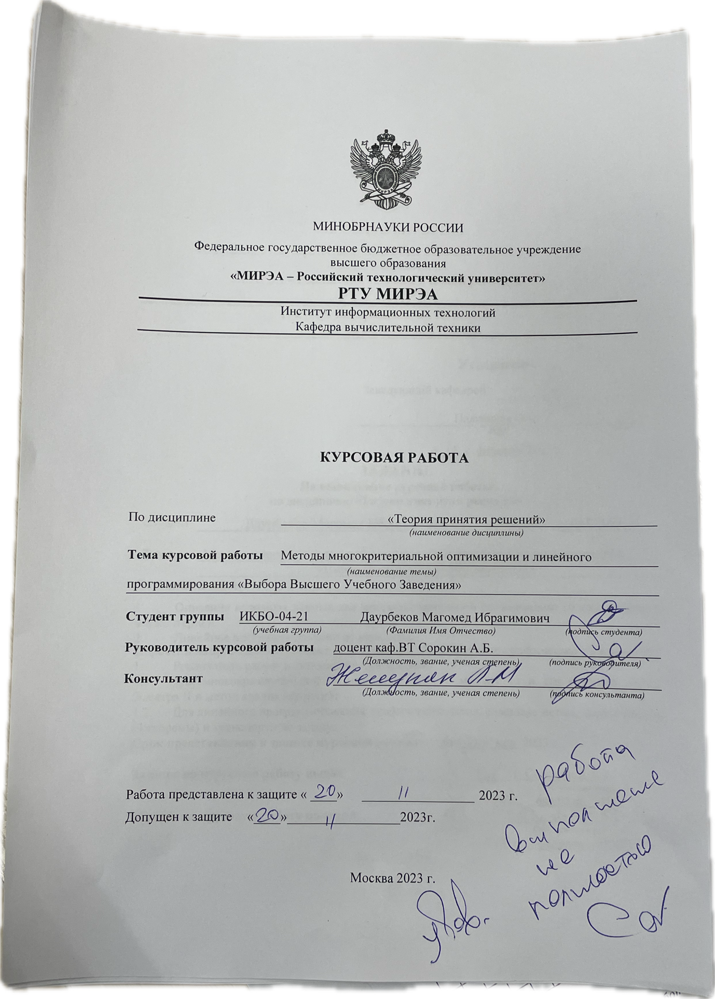 МИРЭА
МИНОБРНАУКИ РОССИИ
Федеральное государственное бюджетное образовательное учреждение
высшего образования
«МИРЭА – Российский технологический университет»
РТУ МИРЭА
Институт информационных технологий
Кафедра вычислительной техники
КУРСОВАЯ РАБОТА
По дисциплине «Теория принятия решений»
(наименование дисциплины)
Тема курсовой работы Методы многокритериальной оптимизации и линейного
(наименование темы)
программирования «Выбора Высшего Учебного Заведения»
Студент группы ИКБО-04-21 Даурбеков Магомед Ибрагимович
(учебная группа) (Фамилия Имя Отчество) (подпись студента)
Руководитель курсовой работы доцент каф.ВТ Сорокин А.Б.
(Должность, звание, ученая степень) (подпись руководителя)
Консультант
(Должность, звание, ученая степень) (подпись консультанта)
Работа представлена к защите «20» 11 2023 г.
Допущен к защите «20» 11 2023г.
работа
выполнена
не
полностью
Москва 2023 г.